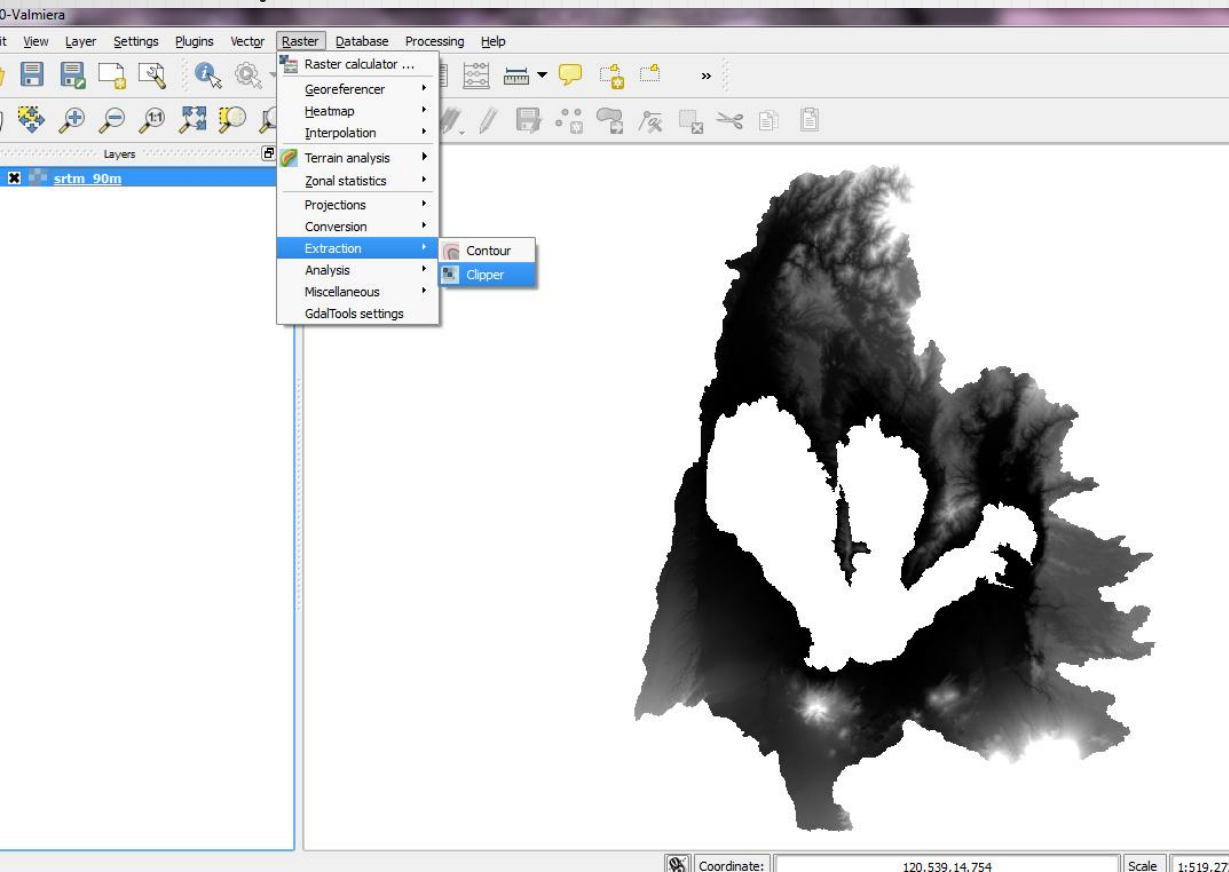 0-Valmiera
it View Layer Settings Plugins Vector Raster Database Processing Help
Raster calculator ...
Georeferencer
Heatmap
Interpolation
Terrain analysis
Zonal statistics
Projections
Conversion
Extraction
Analysis
Miscellaneous
GdalTools settings
Contour
Clipper
1:1
»
Layers
srtm_90m
Coordinate: 120.539,14.754 Scale 1:519.27